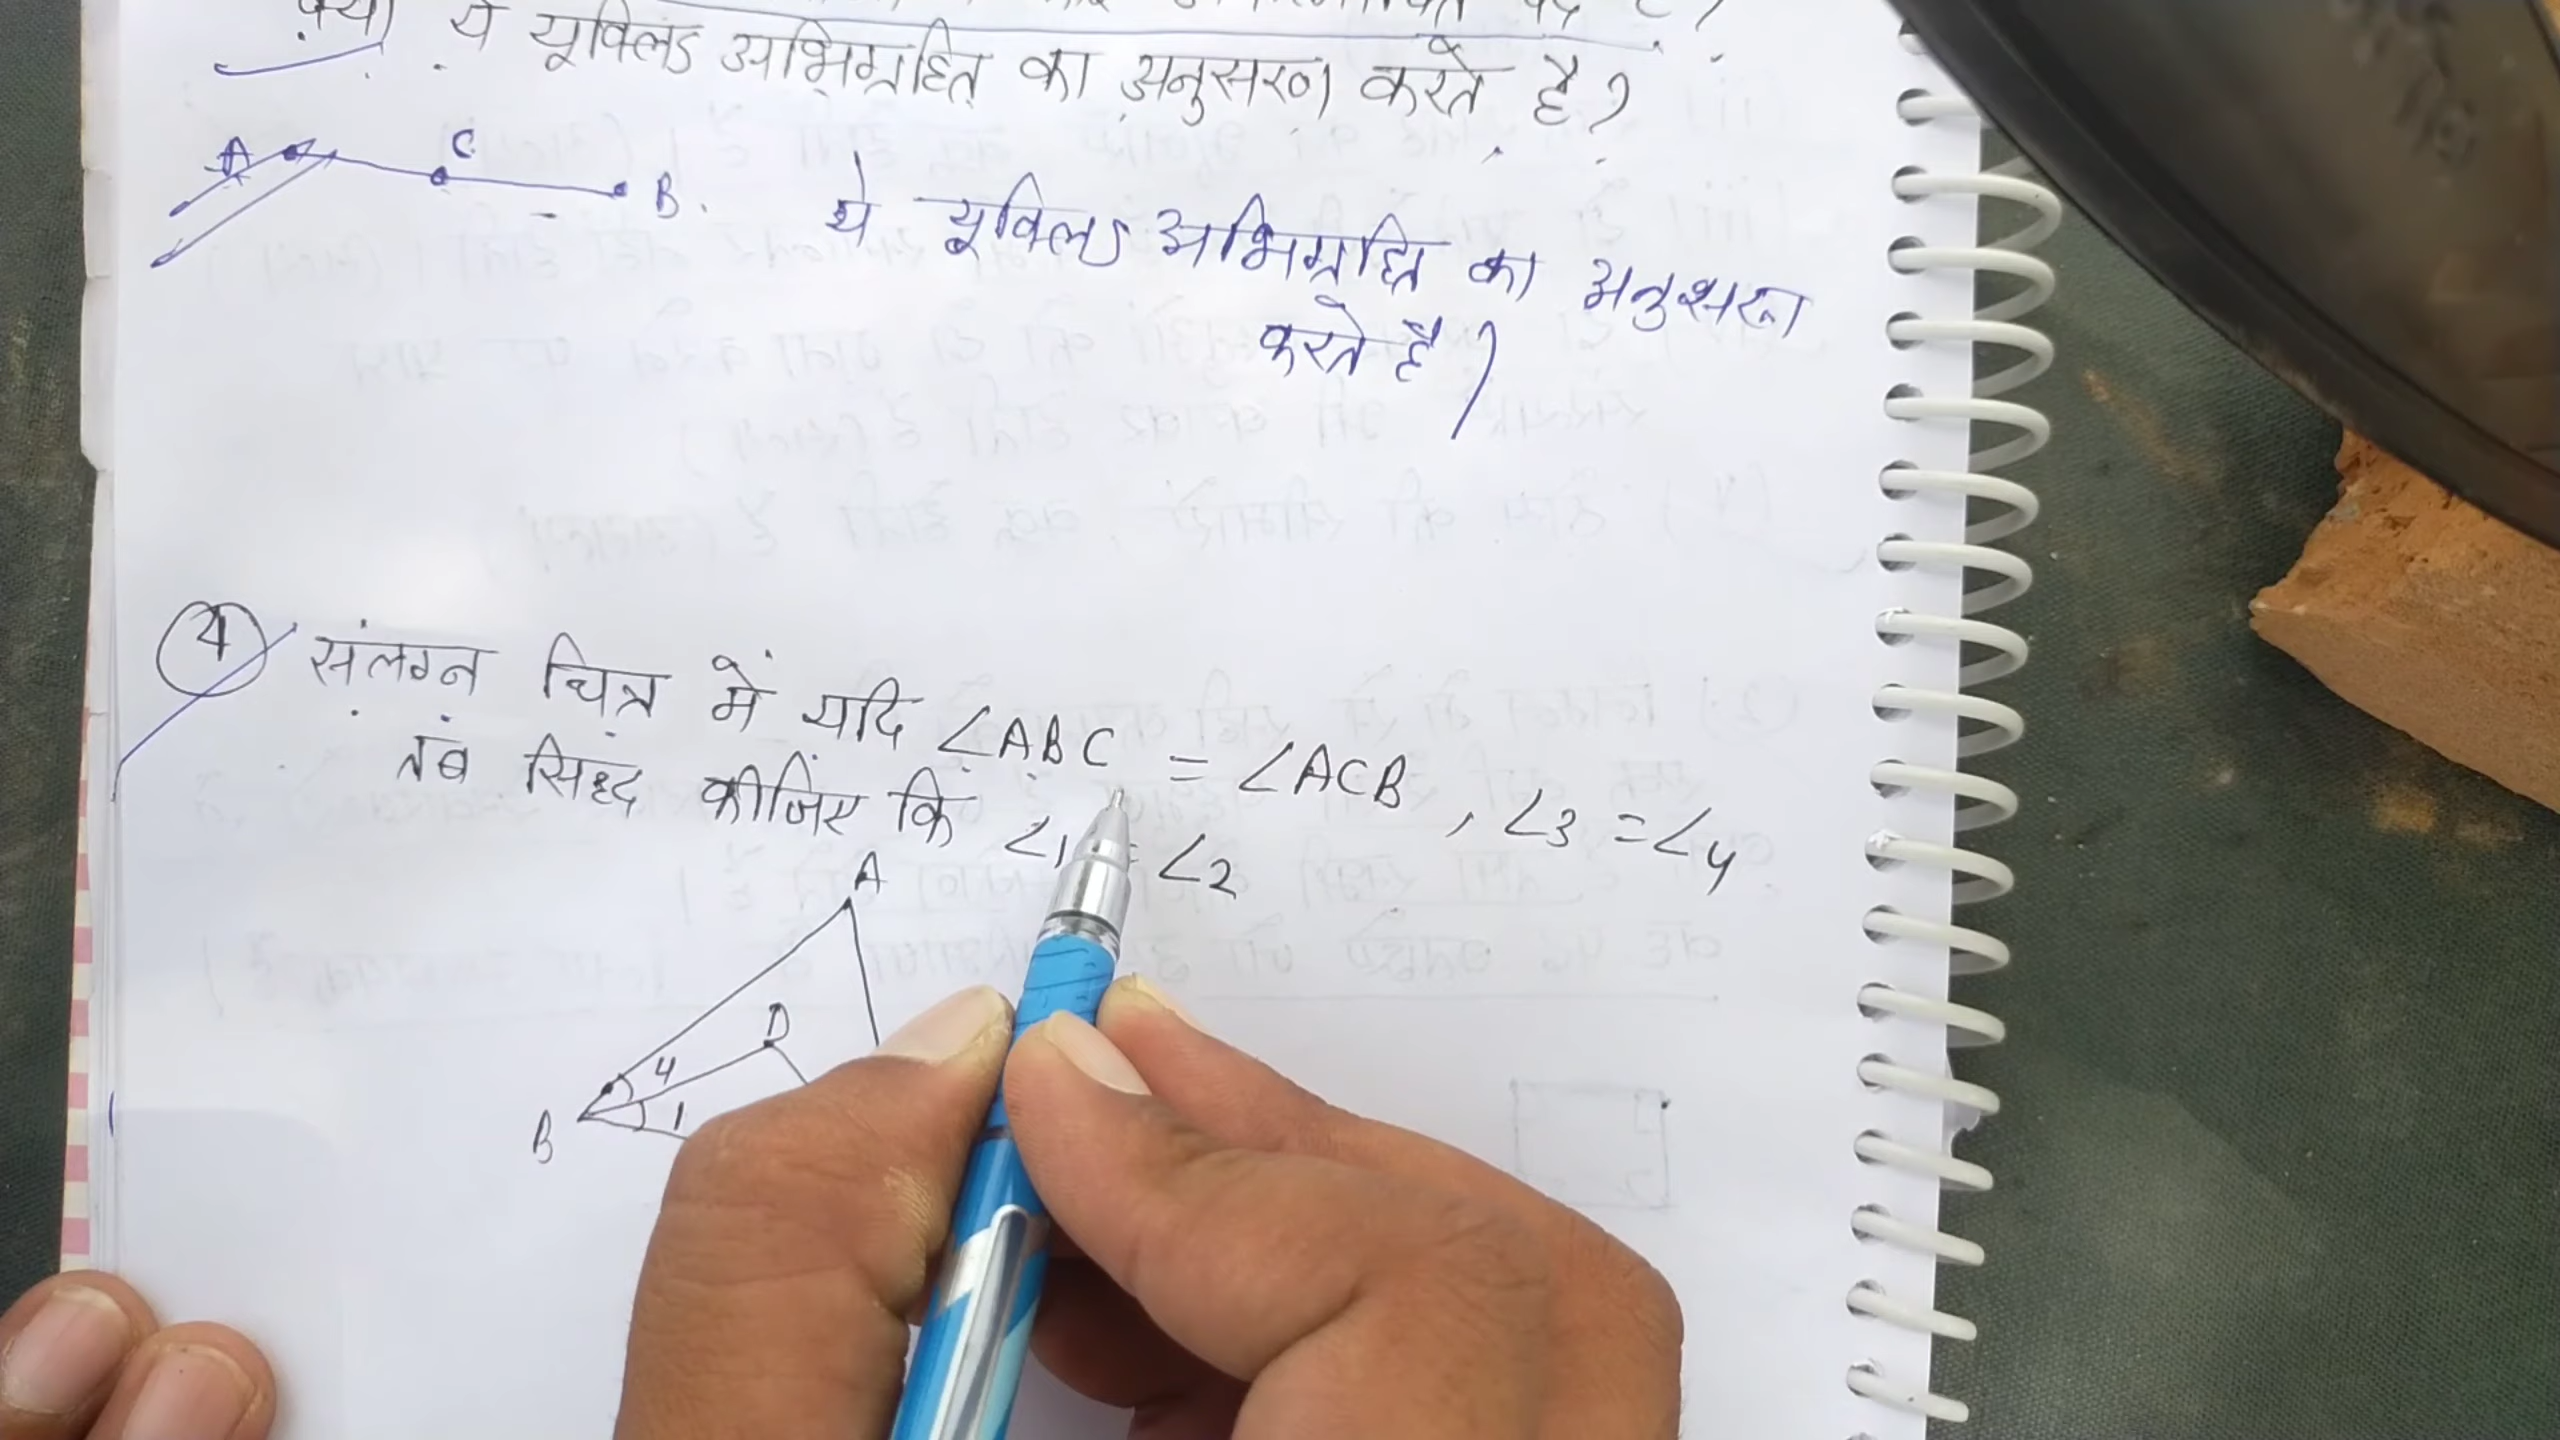 क्या ये यूक्लिड अभिग्रहित का अनुसरण करते है?
A C B.
ये यूक्लिड अभिग्रहित का अनुसरण
करते है?
4 संलग्न चित्र में यदि ∠ABC = ∠ACB, ∠3 = ∠4
तब सिद्ध कीजिए कि ∠1 = ∠2
A
D
4
1
B